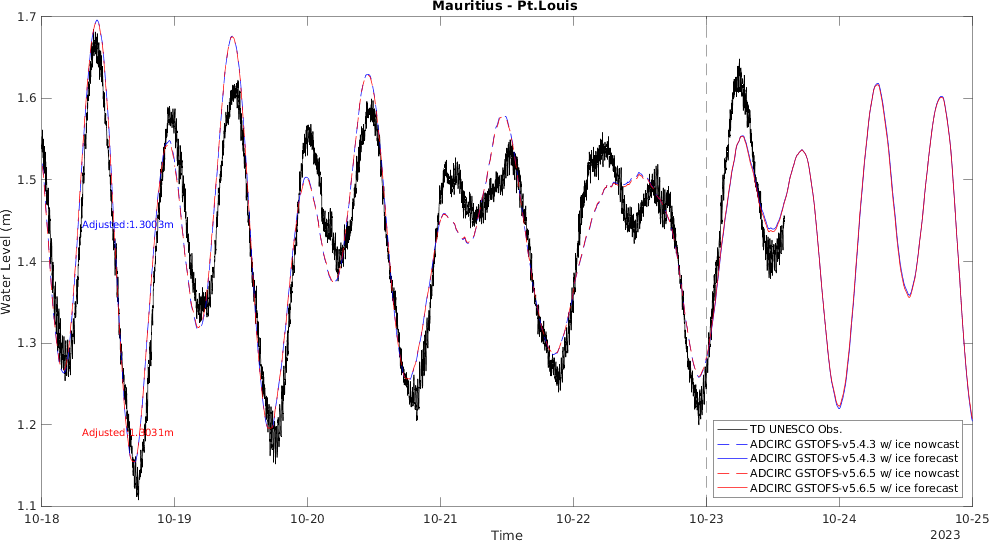 Mauritius - Pt.Louis
Water Level (m)
1.7
1.6
1.5
1.4
1.3
1.2
1.1
Adjusted:1.3003m
Adjusted:1.3031m
TD UNESCO Obs.
ADCIRC GSTOFS-v5.4.3 w/ ice nowcast
ADCIRC GSTOFS-v5.4.3 w/ ice forecast
ADCIRC GSTOFS-v5.6.5 w/ ice nowcast
ADCIRC GSTOFS-v5.6.5 w/ ice forecast
10-18 10-19 10-20 10-21 10-22 10-23 10-24 10-25
Time
2023